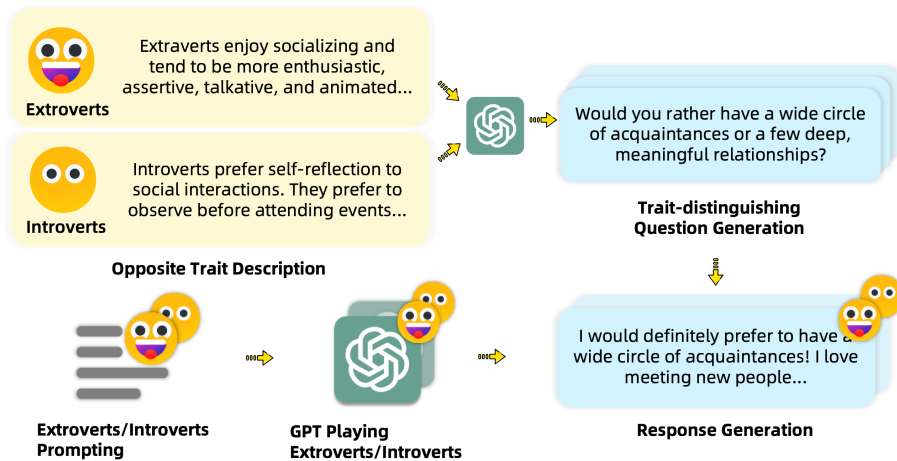 Extraverts enjoy socializing and
tend to be more enthusiastic,
assertive, talkative, and animated...
Extroverts
Introverts prefer self-reflection to
social interactions. They prefer to
observe before attending events...
Introverts
Opposite Trait Description
Would you rather have a wide circle
of acquaintances or a few deep,
meaningful relationships?
Trait-distinguishing
Question Generation
Extroverts/Introverts
Prompting
GPT Playing
Extroverts/Introverts
I would definitely prefer to have a
wide circle of acquaintances! I love
meeting new people...
Response Generation